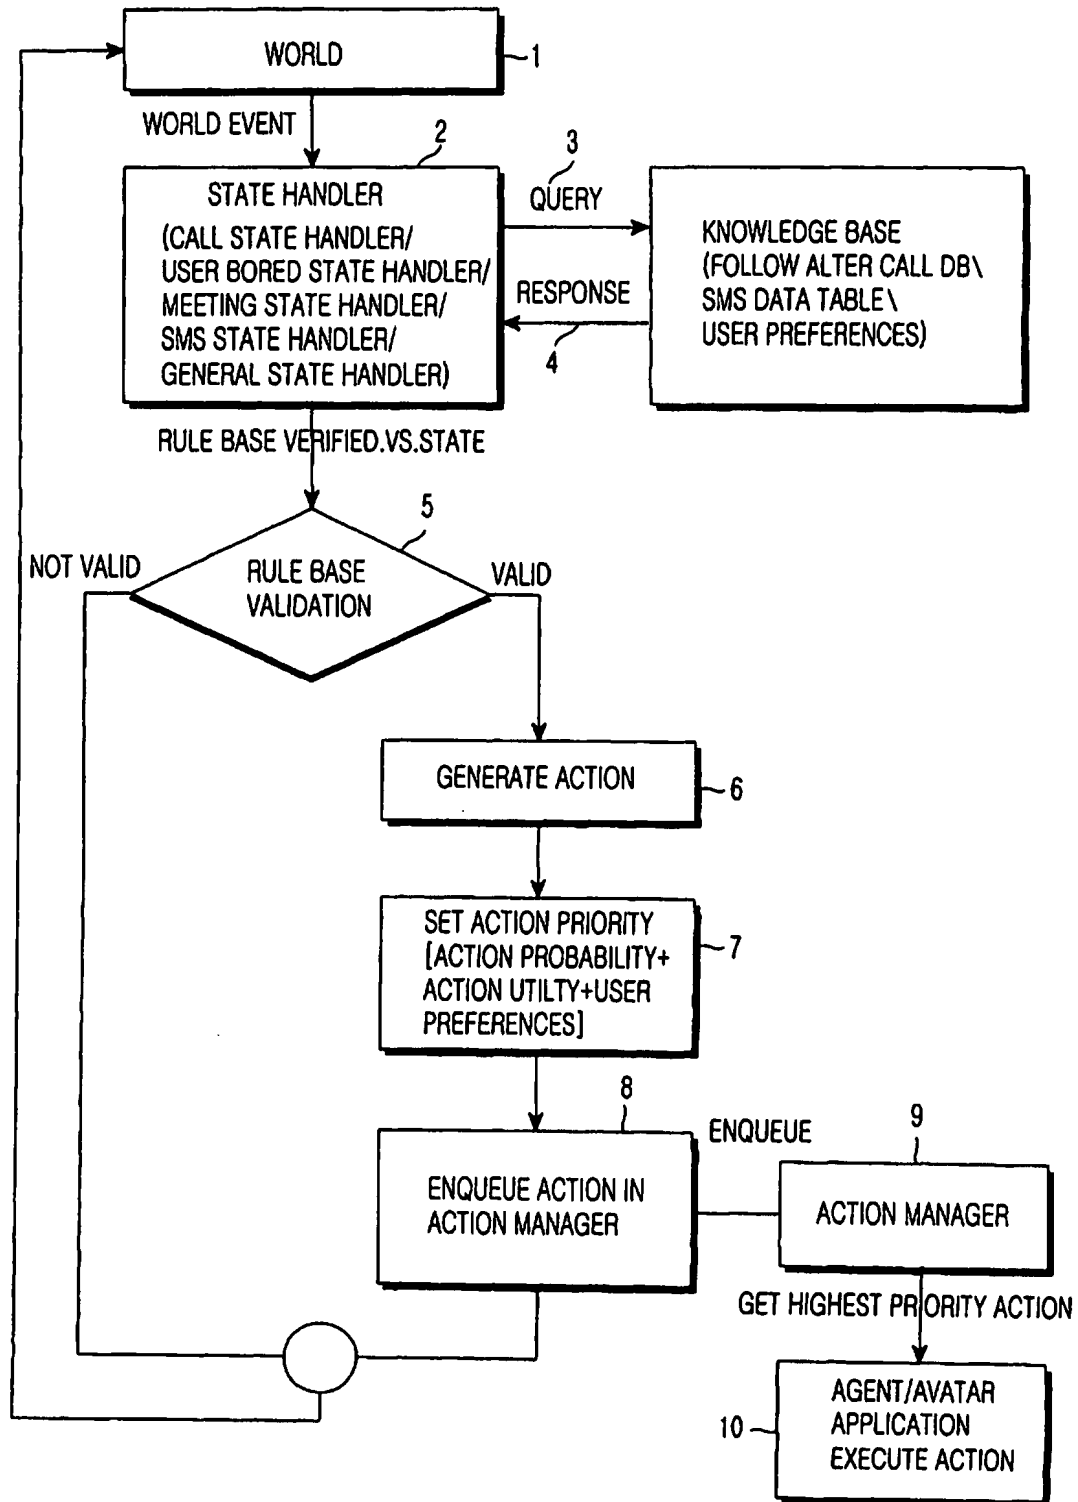 WORLD
1
WORLD EVENT
2
STATE HANDLER
(CALL STATE HANDLER/
USER BORED STATE HANDLER/
MEETING STATE HANDLER/
SMS STATE HANDLER/
GENERAL STATE HANDLER)
3
QUERY
RESPONSE
4
KNOWLEDGE BASE
(FOLLOW ALTER CALL DB\
SMS DATA TABLE\
USER PREFERENCES)
RULE BASE VERIFIED.VS.STATE
5
NOT VALID
RULE BASE
VALIDATION
VALID
GENERATE ACTION
6
SET ACTION PRIORITY
[ACTION PROBABILITY+
ACTION UTILTY+USER
PREFERENCES]
7
8
ENQUEUE ACTION IN
ACTION MANAGER
ENQUEUE
9
ACTION MANAGER
GET HIGHEST PRIORITY ACTION
AGENT/AVATAR
APPLICATION
EXECUTE ACTION
10